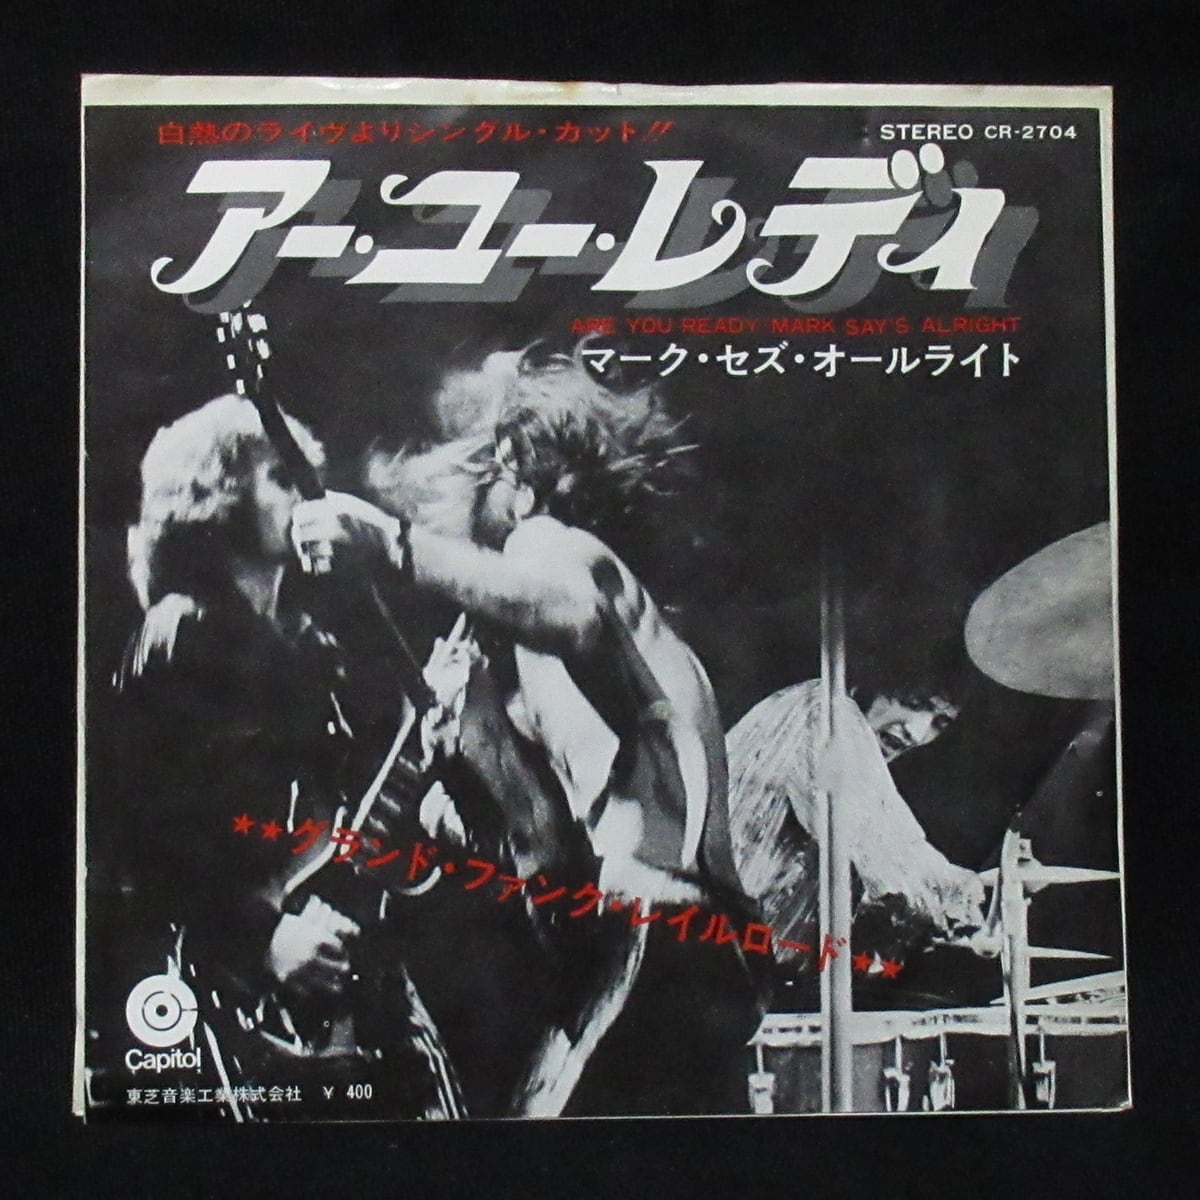 白熱のライヴよりシングル・カット!!
STEREO CR-2704
アー・ユー・レディ
ARE YOU READY/MARK SAY'S ALRIGHT
マーク・セズ・オールライト
★★グランド・ファンク・レイルロード★★
Capitol
東芝音楽工業株式会社 ¥ 400